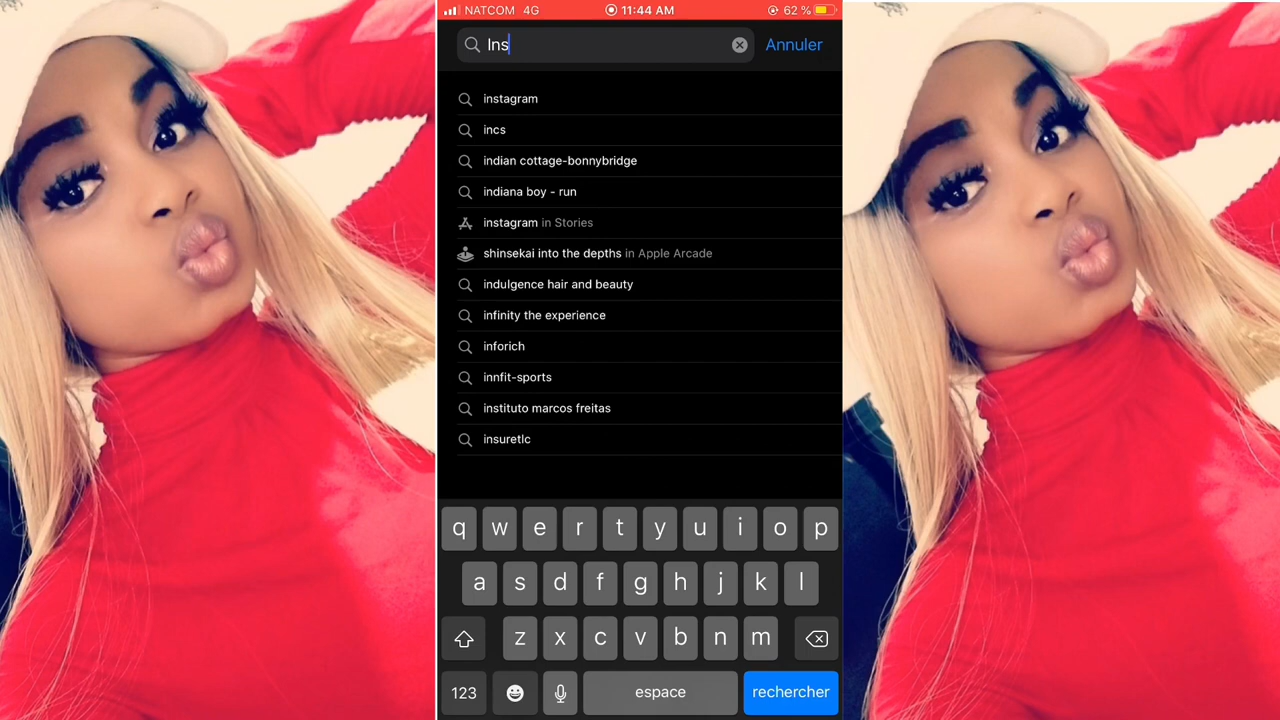 NATCOM 4G 11:44 AM 62 %
Ins Annuler
instagram
incs
indian cottage-bonnybridge
indiana boy - run
instagram in Stories
shinsekai into the depths in Apple Arcade
indulgence hair and beauty
infinity the experience
inforich
innfit-sports
instituto marcos freitas
insuretlc
q w e r t y u i o p
a s d f g h j k l
z x c v b n m
123 espace rechercher